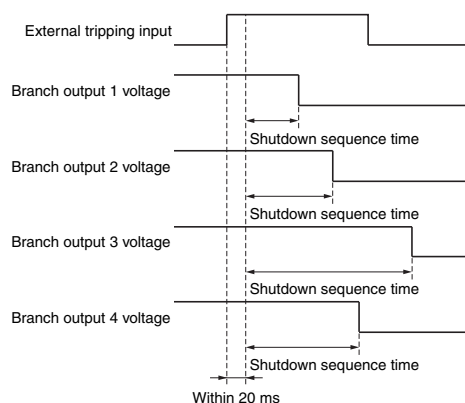 External tripping input
Branch output 1 voltage
Shutdown sequence time
Branch output 2 voltage
Shutdown sequence time
Branch output 3 voltage
Shutdown sequence time
Branch output 4 voltage
Shutdown sequence time
Within 20 ms